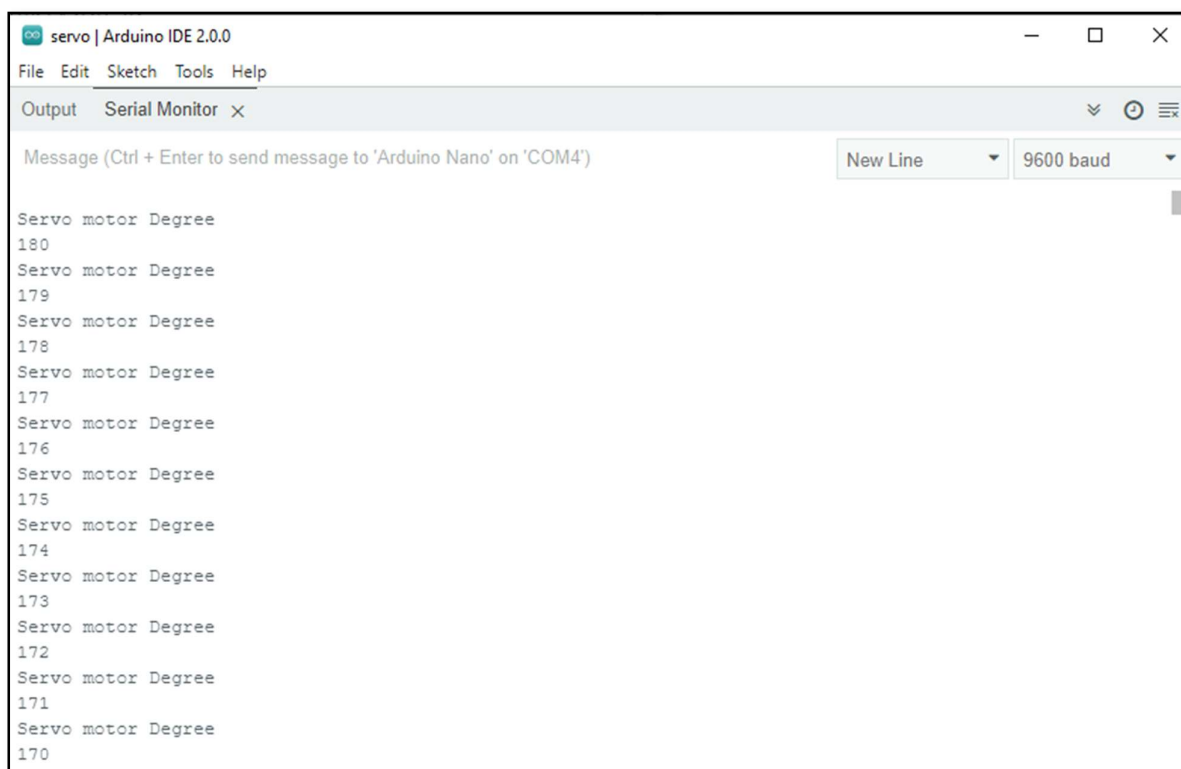 servo | Arduino IDE 2.0.0
File Edit Sketch Tools Help
Output Serial Monitor
Message (Ctrl + Enter to send message to 'Arduino Nano' on 'COM4')
New Line
9600 baud
Servo motor Degree
180
Servo motor Degree
179
Servo motor Degree
178
Servo motor Degree
177
Servo motor Degree
176
Servo motor Degree
175
Servo motor Degree
174
Servo motor Degree
173
Servo motor Degree
172
Servo motor Degree
171
Servo motor Degree
170